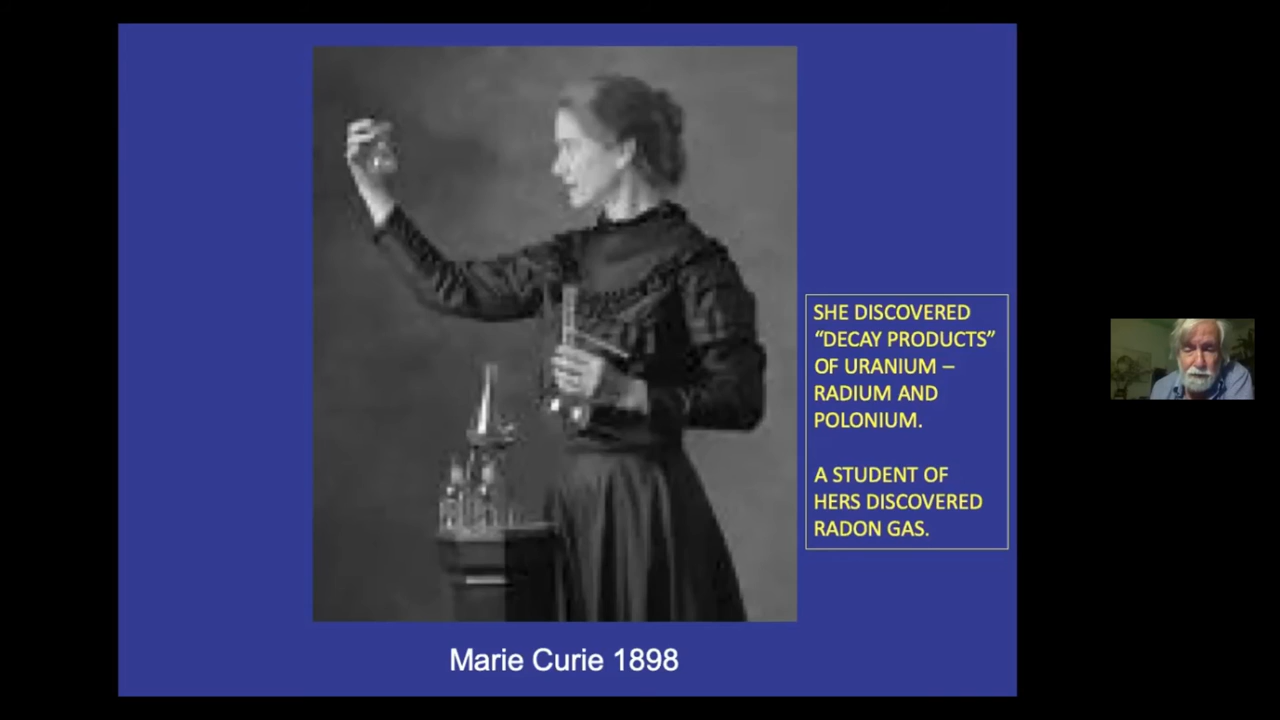 SHE DISCOVERED
“DECAY PRODUCTS”
OF URANIUM –
RADIUM AND
POLONIUM.
A STUDENT OF
HERS DISCOVERED
RADON GAS.
Marie Curie 1898